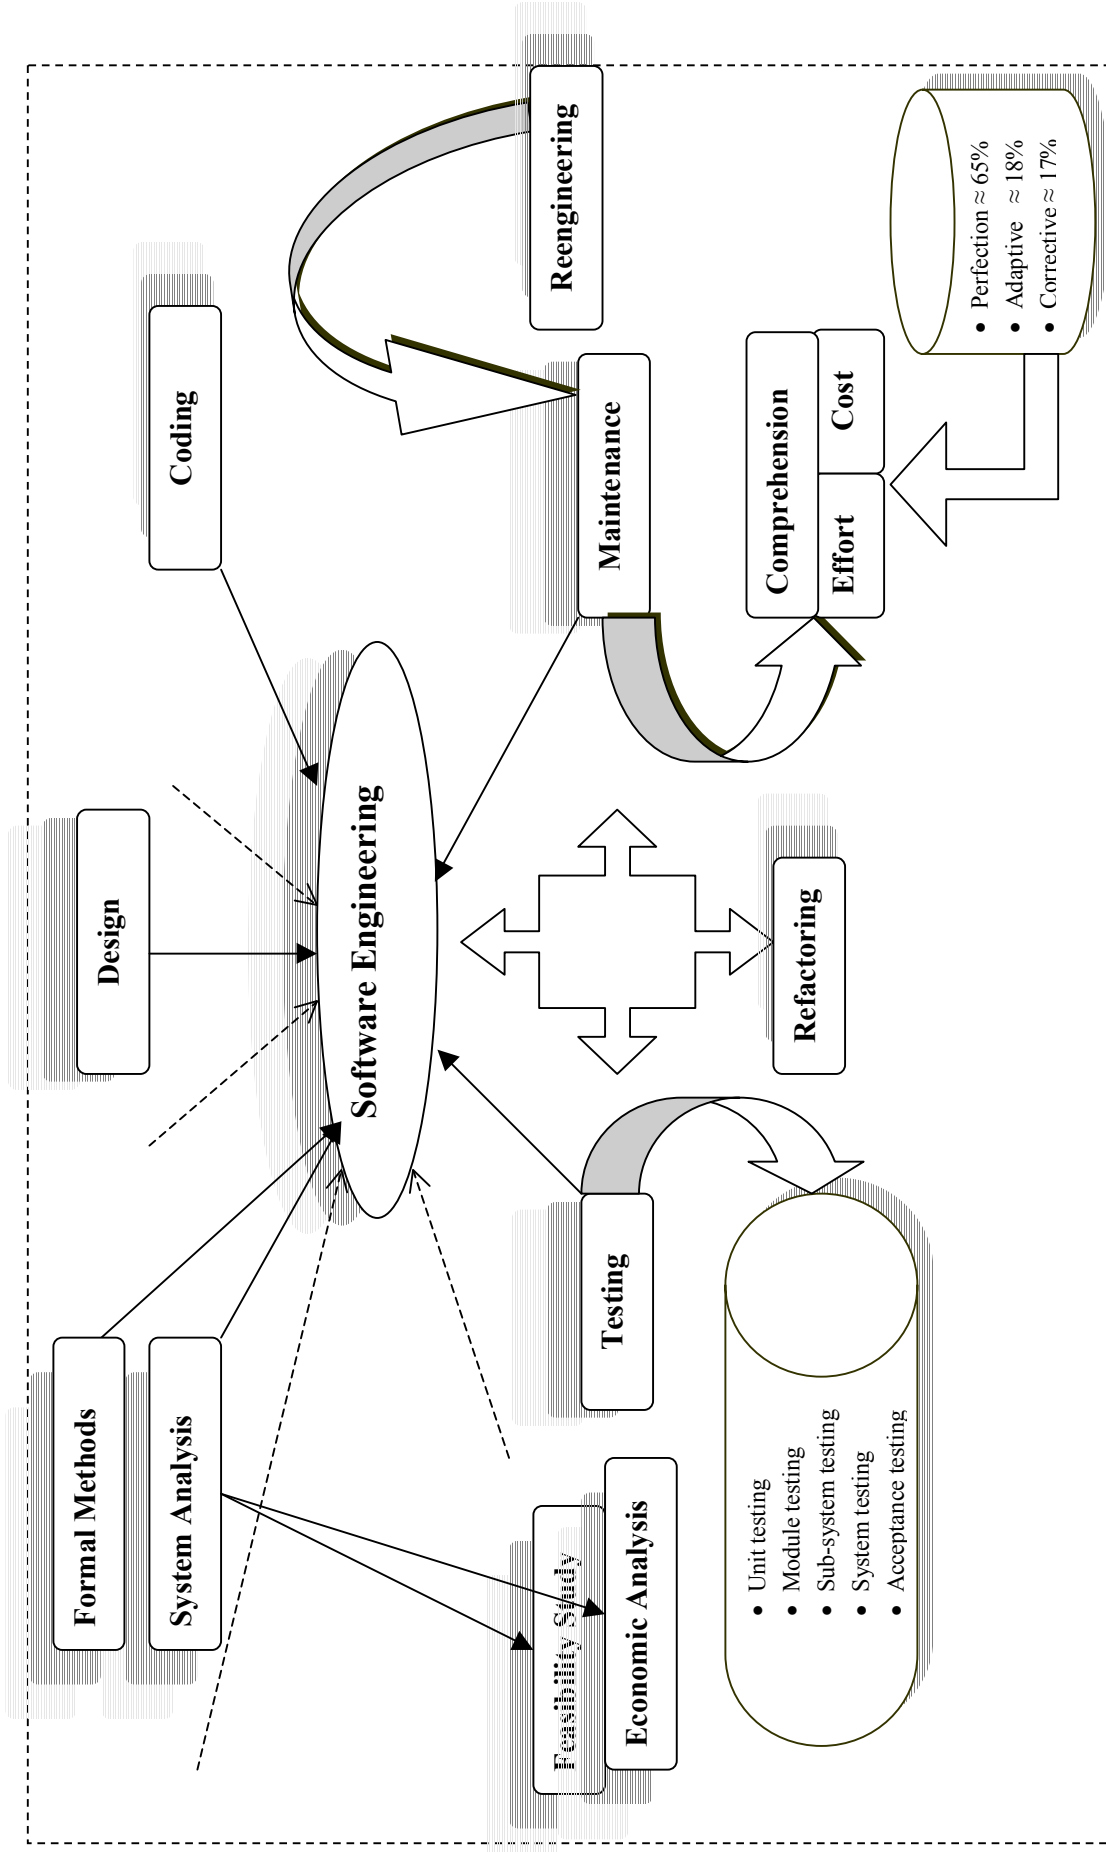 Formal Methods
System Analysis
Design
Coding
Software Engineering
Feasibility Study
Economic Analysis
Testing
Maintenance
Reengineering
Refactoring
Comprehension
Effort
Cost
• Unit testing
• Module testing
• Sub-system testing
• System testing
• Acceptance testing
• Perfection ≈ 65%
• Adaptive ≈ 18%
• Corrective ≈ 17%